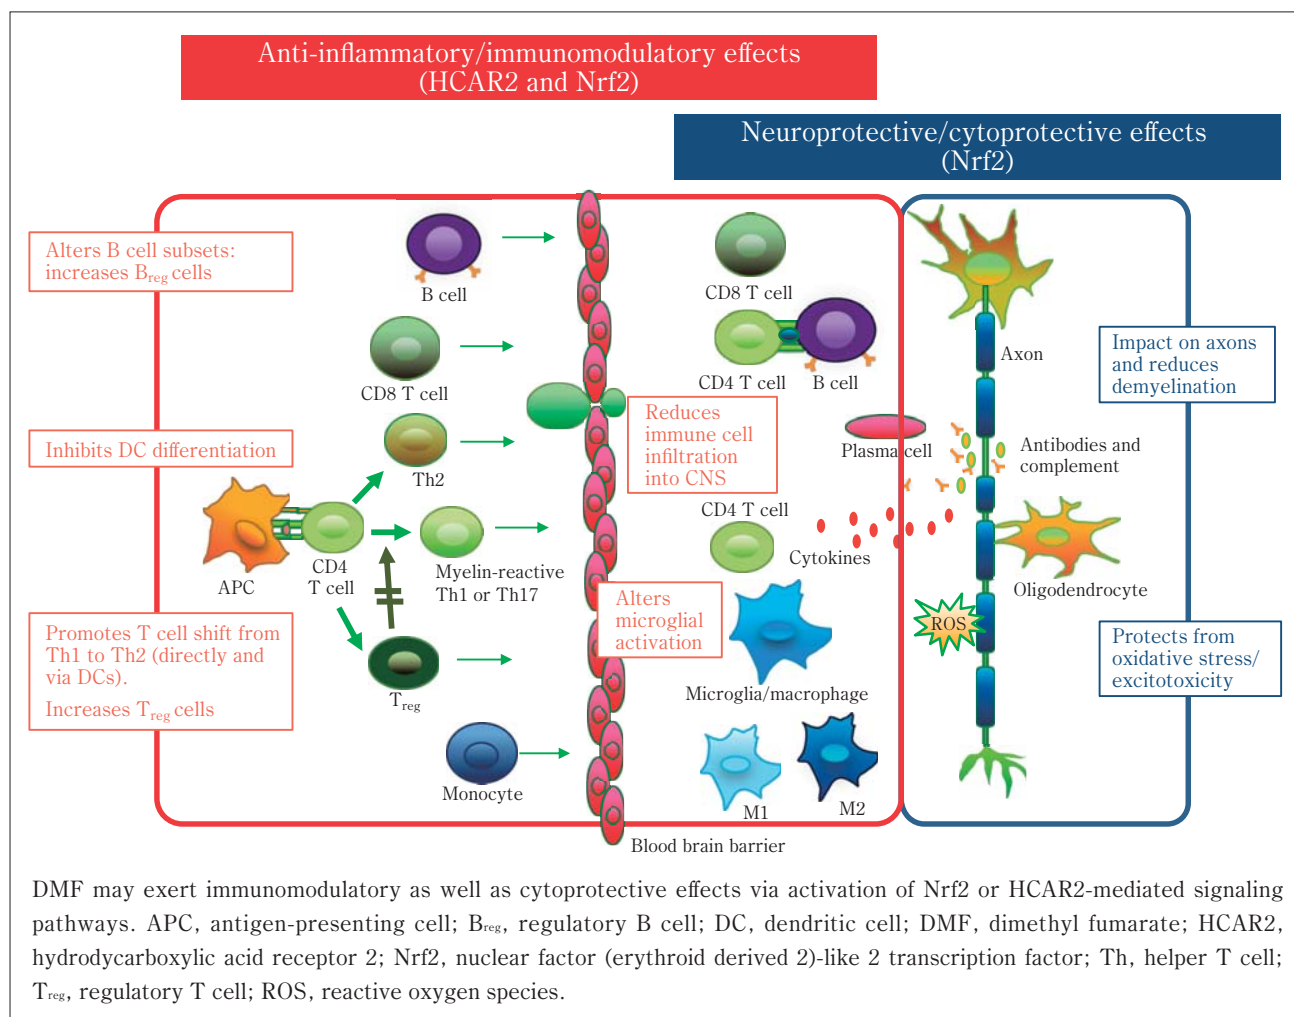 Anti-inflammatory/immunomodulatory effects
(HCAR2 and Nrf2)
Neuroprotective/cytoprotective effects
(Nrf2)
Alters B cell subsets:
increases Breg cells
B cell
CD8 T cell
CD8 T cell
CD4 T cell
B cell
Axon
Impact on axons
and reduces
demyelination
Inhibits DC differentiation
Th2
Reduces
immune cell
infiltration
into CNS
Plasma cell
Antibodies and
complement
APC
CD4
T cell
Myelin-reactive
Th1 or Th17
CD4 T cell
Cytokines
Oligodendrocyte
Promotes T cell shift from
Th1 to Th2 (directly and
via DCs).
Increases Treg cells
Treg
Alters
microglial
activation
Microglia/macrophage
ROS
Protects from
oxidative stress/
excitotoxicity
Monocyte
M1
M2
Blood brain barrier
DMF may exert immunomodulatory as well as cytoprotective effects via activation of Nrf2 or HCAR2-mediated signaling
pathways. APC, antigen-presenting cell; Breg, regulatory B cell; DC, dendritic cell; DMF, dimethyl fumarate; HCAR2,
hydrodycarboxylic acid receptor 2; Nrf2, nuclear factor (erythroid derived 2)-like 2 transcription factor; Th, helper T cell;
Treg, regulatory T cell; ROS, reactive oxygen species.